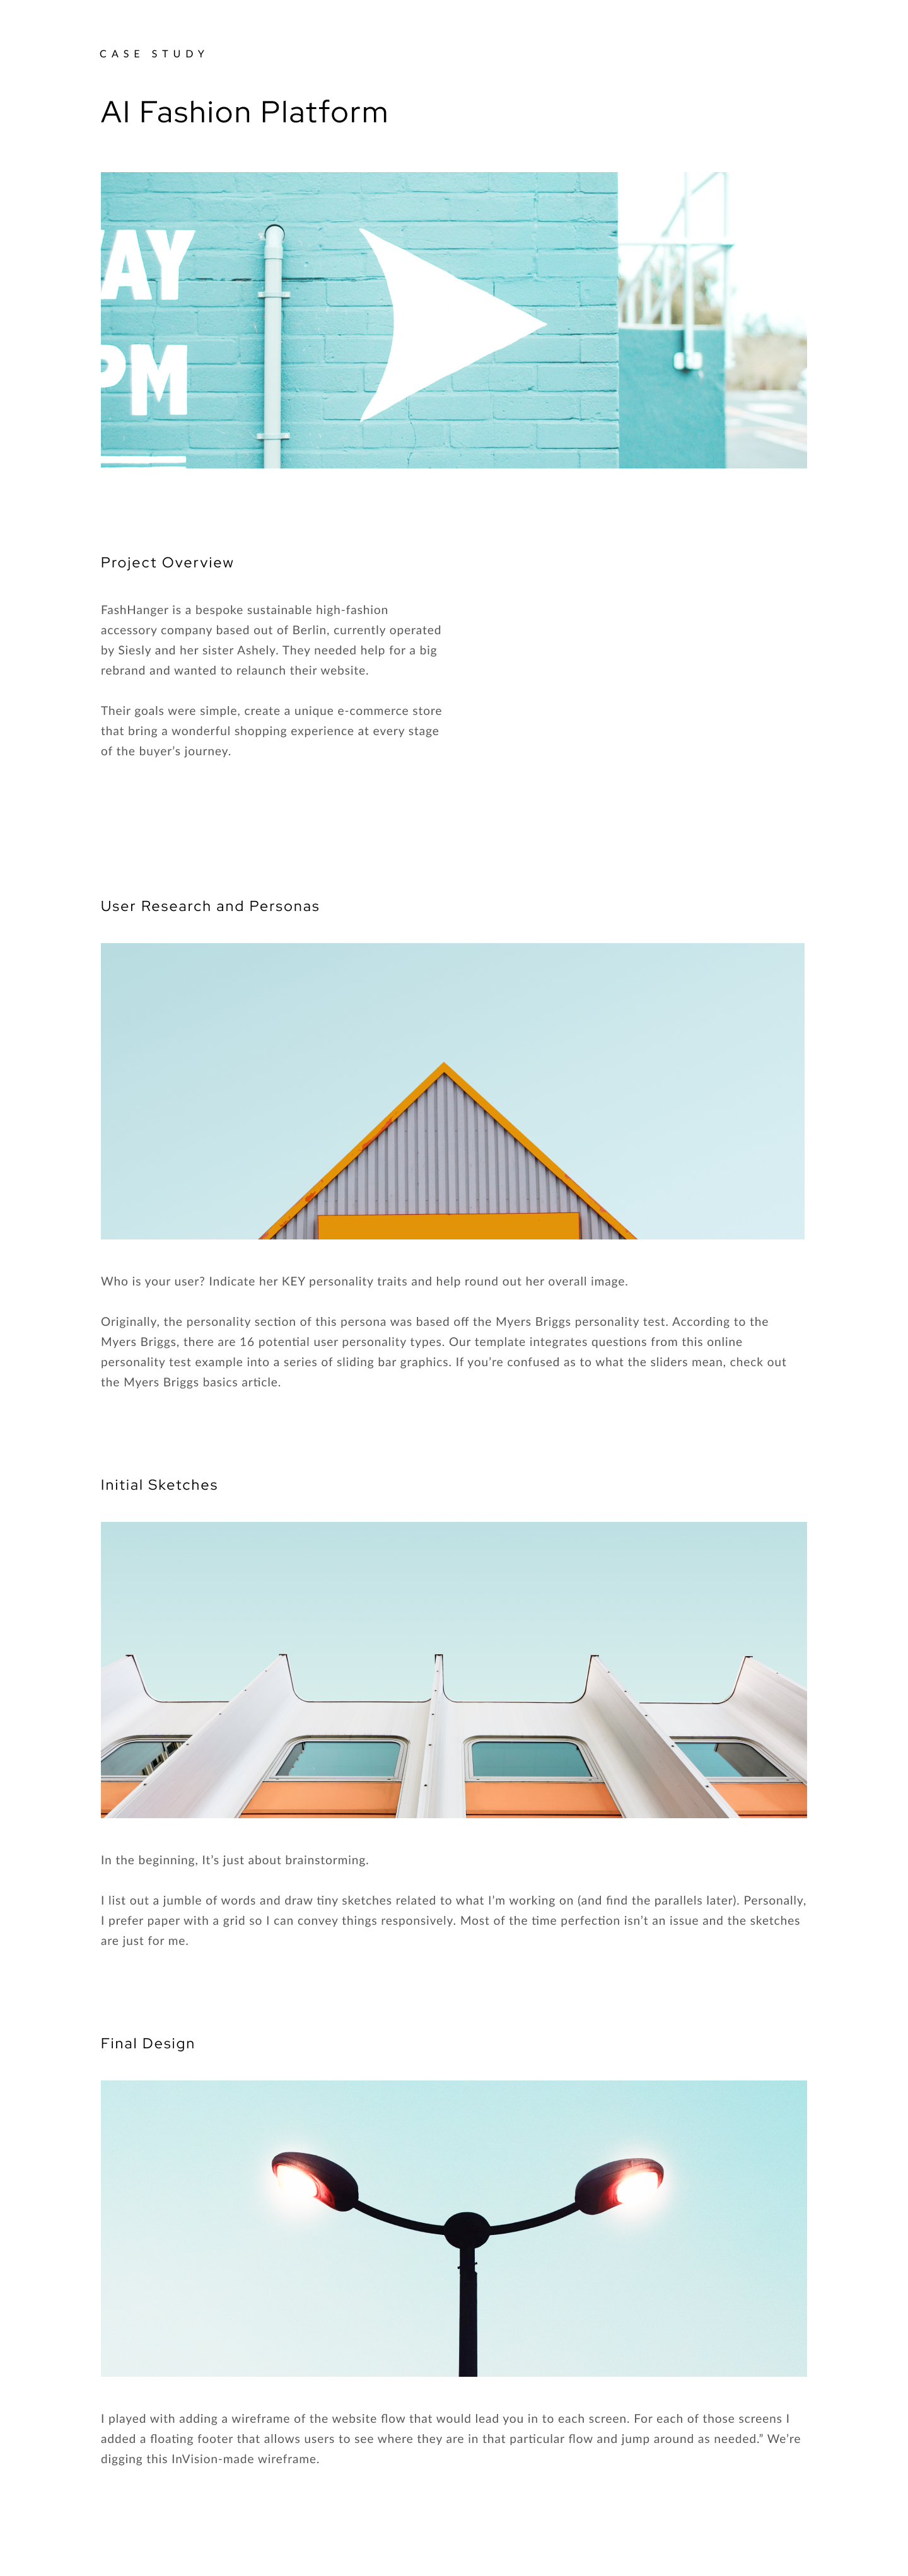 CASE STUDY
AI Fashion Platform
AY
PM
Project Overview
FashHanger is a bespoke sustainable high-fashion
accessory company based out of Berlin, currently operated
by Siesly and her sister Ashely. They needed help for a big
rebrand and wanted to relaunch their website.
Their goals were simple, create a unique e-commerce store
that bring a wonderful shopping experience at every stage
of the buyer’s journey.
User Research and Personas
Who is your user? Indicate her KEY personality traits and help round out her overall image.
Originally, the personality section of this persona was based off the Myers Briggs personality test. According to the
Myers Briggs, there are 16 potential user personality types. Our template integrates questions from this online
personality test example into a series of sliding bar graphics. If you’re confused as to what the sliders mean, check out
the Myers Briggs basics article.
Initial Sketches
In the beginning, It’s just about brainstorming.
I list out a jumble of words and draw tiny sketches related to what I’m working on (and find the parallels later). Personally,
I prefer paper with a grid so I can convey things responsively. Most of the time perfection isn’t an issue and the sketches
are just for me.
Final Design
I played with adding a wireframe of the website flow that would lead you in to each screen. For each of those screens I
added a floating footer that allows users to see where they are in that particular flow and jump around as needed.” We’re
digging this InVision-made wireframe.